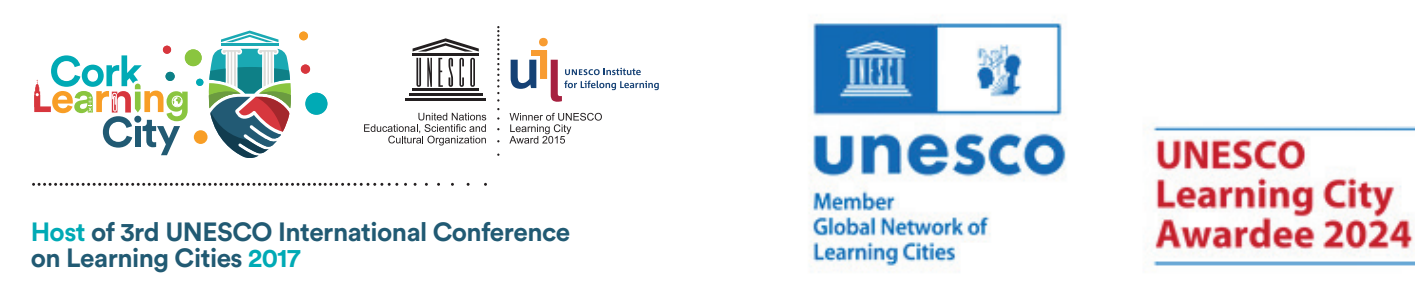 Cork
Learning
City
UNESCO
United Nations
Educational, Scientific and
Cultural Organization
uil
UNESCO Institute
for Lifelong Learning
Winner of UNESCO
Learning City
Award 2015
Host of 3rd UNESCO International Conference
on Learning Cities 2017
UNESCO
unesco
Member
Global Network of
Learning Cities
UNESCO
Learning City
Awardee 2024